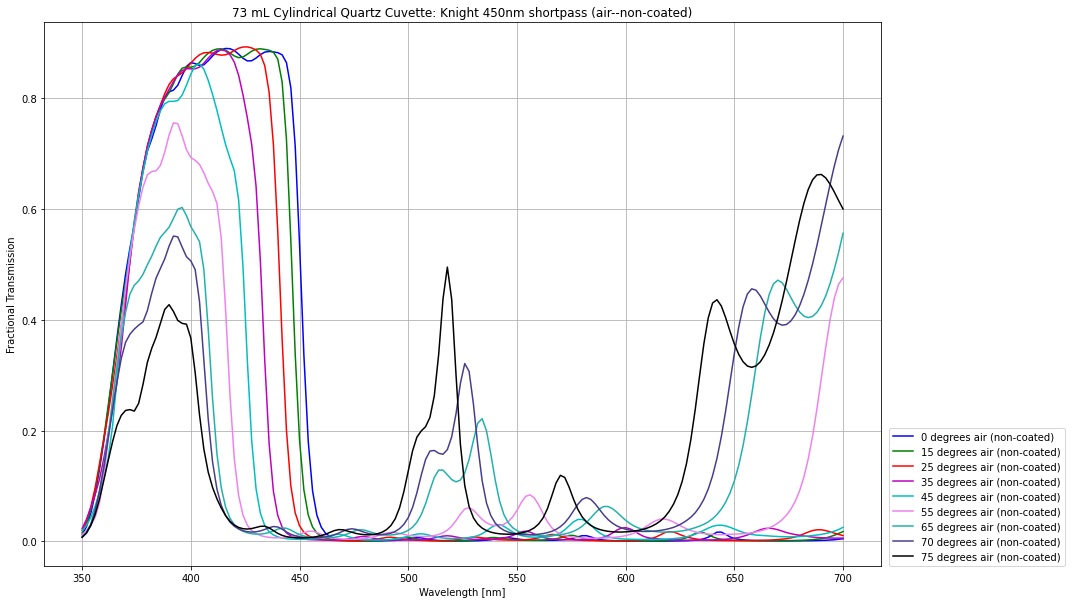 73 mL Cylindrical Quartz Cuvette: Knight 450nm shortpass (air--non-coated)
Fractional Transmission
0.8
0.6
0.4
0.2
0.0
350 400 450 500 550 600 650 700
Wavelength [nm]
0 degrees air (non-coated)
15 degrees air (non-coated)
25 degrees air (non-coated)
35 degrees air (non-coated)
45 degrees air (non-coated)
55 degrees air (non-coated)
65 degrees air (non-coated)
70 degrees air (non-coated)
75 degrees air (non-coated)